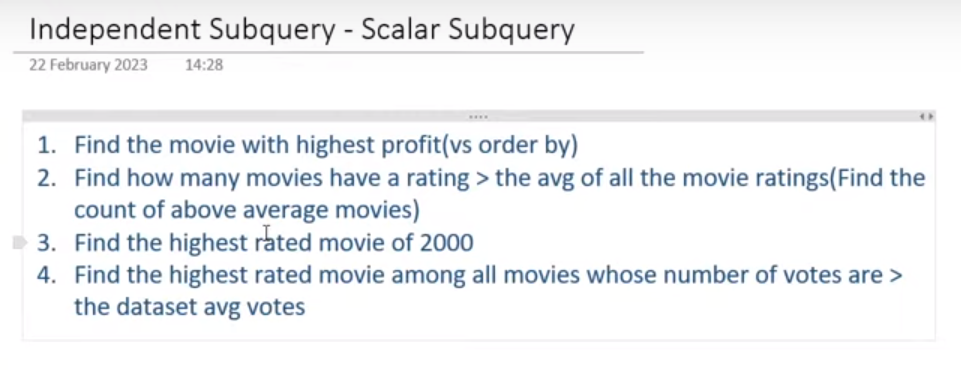 Independent Subquery - Scalar Subquery
22 February 2023 14:28
1. Find the movie with highest profit(vs order by)
2. Find how many movies have a rating > the avg of all the movie ratings(Find the
count of above average movies)
3. Find the highest rated movie of 2000
4. Find the highest rated movie among all movies whose number of votes are >
the dataset avg votes